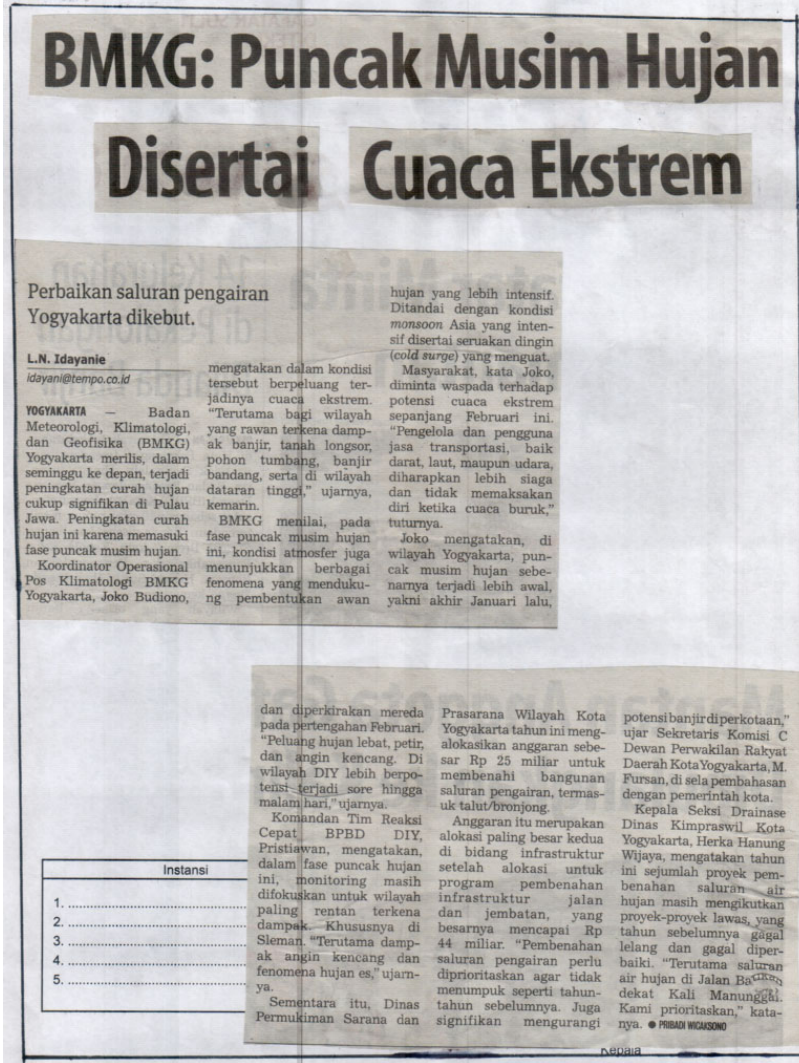 BMKG: Puncak Musim Hujan
Disertai Cuaca Ekstrem
Perbaikan saluran pengairan
Yogyakarta dikebut.
L.N. Idayanie
idayani@tempo.co.id
YOGYAKARTA — Badan
Meteorologi, Klimatologi,
dan Geofisika (BMKG)
Yogyakarta merilis, dalam
seminggu ke depan, terjadi
peningkatan curah hujan
cukup signifikan di Pulau
Jawa. Peningkatan curah
hujan ini karena memasuki
fase puncak musim hujan.
Koordinator Operasional
Pos Klimatologi BMKG
Yogyakarta, Joko Budiono,
mengatakan dalam kondisi
tersebut berpeluang ter-
jadinya cuaca ekstrem.
"Terutama bagi wilayah
yang rawan terkena damp-
ak banjir, tanah longsor,
pohon tumbang, banjir
bandang, serta di wilayah
dataran tinggi," ujarnya,
kemarin.
BMKG menilai, pada
fase puncak musim hujan
ini, kondisi atmosfer juga
menunjukkan berbagai
fenomena yang menduku-
ng pembentukan awan
hujan yang lebih intensif.
Ditandai dengan kondisi
monsoon Asia yang inten-
sif disertai seruakan dingin
(cold surge) yang menguat.
Masyarakat, kata Joko,
diminta waspada terhadap
potensi cuaca ekstrem
sepanjang Februari ini.
"Pengelola dan pengguna
jasa transportasi, baik
darat, laut, maupun udara,
diharapkan lebih siaga
dan tidak memaksakan
diri ketika cuaca buruk,"
tuturnya.
Joko mengatakan, di
wilayah Yogyakarta, pun-
cak musim hujan sebe-
narnya terjadi lebih awal,
yakni akhir Januari lalu,
dan diperkirakan mereda
pada pertengahan Februari.
"Peluang hujan lebat, petir,
dan angin kencang. Di
wilayah DIY lebih berpo-
tensi terjadi sore hingga
malam hari," ujarnya.
Komandan Tim Reaksi
Cepat BPBD DIY,
Pristiawan, mengatakan,
dalam fase puncak hujan
ini, monitoring masih
difokuskan untuk wilayah
paling rentan terkena
dampak. Khususnya di
Sleman. "Terutama damp-
ak angin kencang dan
fenomena hujan es," ujarn-
ya.
Sementara itu, Dinas
Permukiman Sarana dan
Prasarana Wilayah Kota
Yogyakarta tahun ini meng-
alokasikan anggaran sebe-
sar Rp 25 miliar untuk
membenahi bangunan
saluran pengairan, termas-
uk talut/bronjong.
Anggaran itu merupakan
alokasi paling besar kedua
di bidang infrastruktur
setelah alokasi untuk
program pembenahan
infrastruktur jalan
dan jembatan, yang
besarnya mencapai Rp
44 miliar. "Pembenahan
saluran pengairan perlu
diprioritaskan agar tidak
menumpuk seperti tahun-
tahun sebelumnya. Juga
signifikan mengurangi
potensi banjir di perkotaan,"
ujar Sekretaris Komisi C
Dewan Perwakilan Rakyat
Daerah Kota Yogyakarta, M.
Fursan, di sela pembahasan
dengan pemerintah kota.
Kepala Seksi Drainase
Dinas Kimpraswil Kota
Yogyakarta, Herka Hanung
Wijaya, mengatakan tahun
ini sejumlah proyek pem-
benahan saluran air
hujan masih mengikutkan
proyek-proyek lawas, yang
tahun sebelumnya gagal
lelang dan gagal diper-
baiki. "Terutama saluran
air hujan di Jalan
dekat Kali Manunggal.
Kami prioritaskan," kata-
nya. ● PRIBADI WICAKSONO
Instansi
1.
2.
3.
4.
5.
Kepala